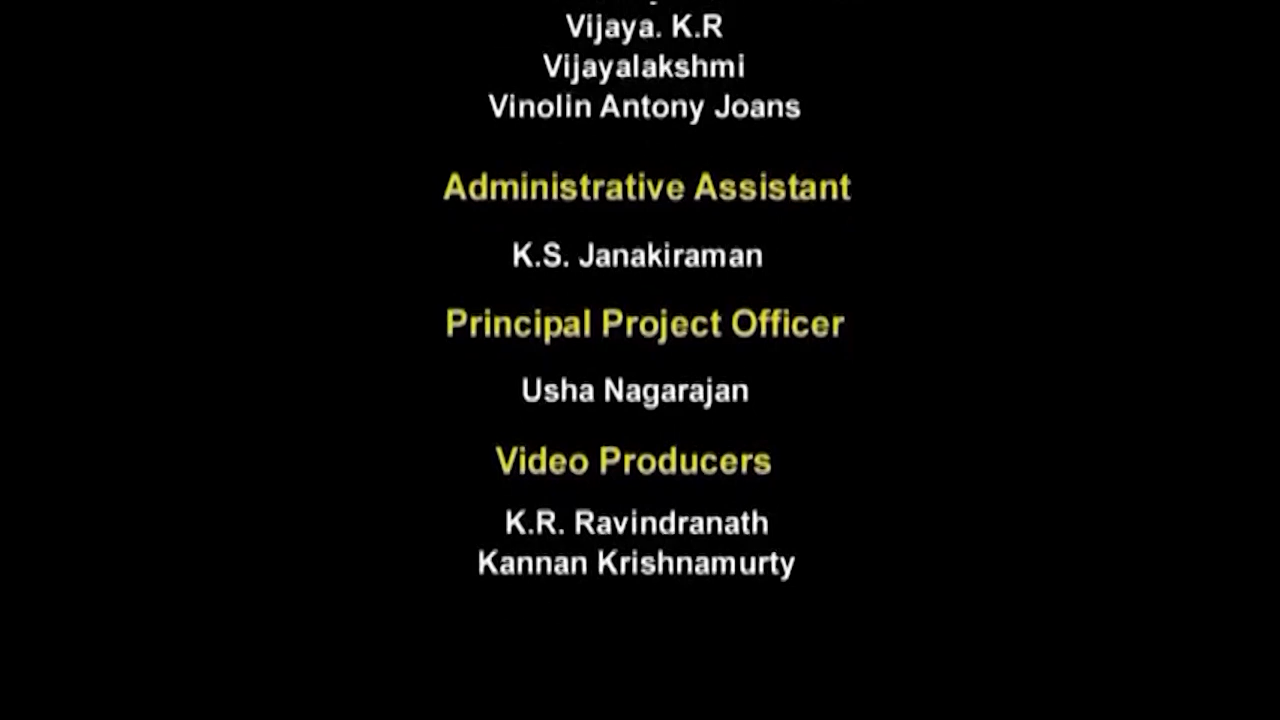 Vijaya. K.R
Vijayalakshmi
Vinolin Antony Joans
Administrative Assistant
K.S. Janakiraman
Principal Project Officer
Usha Nagarajan
Video Producers
K.R. Ravindranath
Kannan Krishnamurty